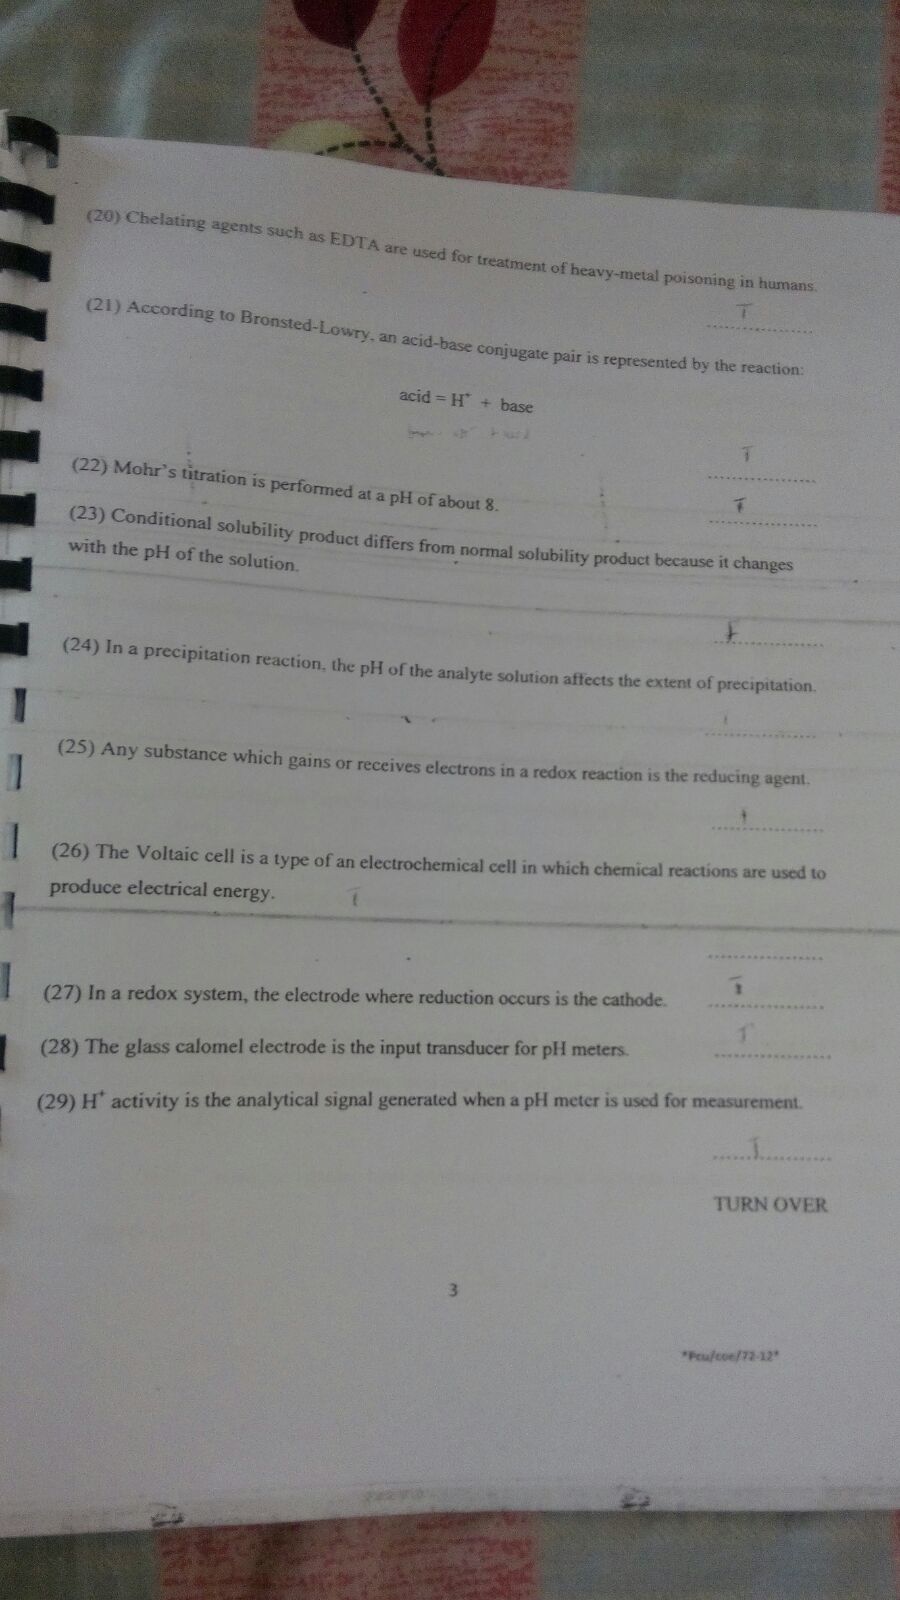 (20) Chelating agents such as EDTA are used for treatment of heavy-metal poisoning in humans.
T
(21) According to Bronsted-Lowry, an acid-base conjugate pair is represented by the reaction:
acid = H⁺ + base
T
(22) Mohr's titration is performed at a pH of about 8.
(23) Conditional solubility product differs from normal solubility product because it changes
with the pH of the solution.
(24) In a precipitation reaction, the pH of the analyte solution affects the extent of precipitation.
(25) Any substance which gains or receives electrons in a redox reaction is the reducing agent.
(26) The Voltaic cell is a type of an electrochemical cell in which chemical reactions are used to
produce electrical energy. T
(27) In a redox system, the electrode where reduction occurs is the cathode. T
(28) The glass calomel electrode is the input transducer for pH meters. T
(29) H⁺ activity is the analytical signal generated when a pH meter is used for measurement.
T
TURN OVER
3
*Pcu/coe/72-12*